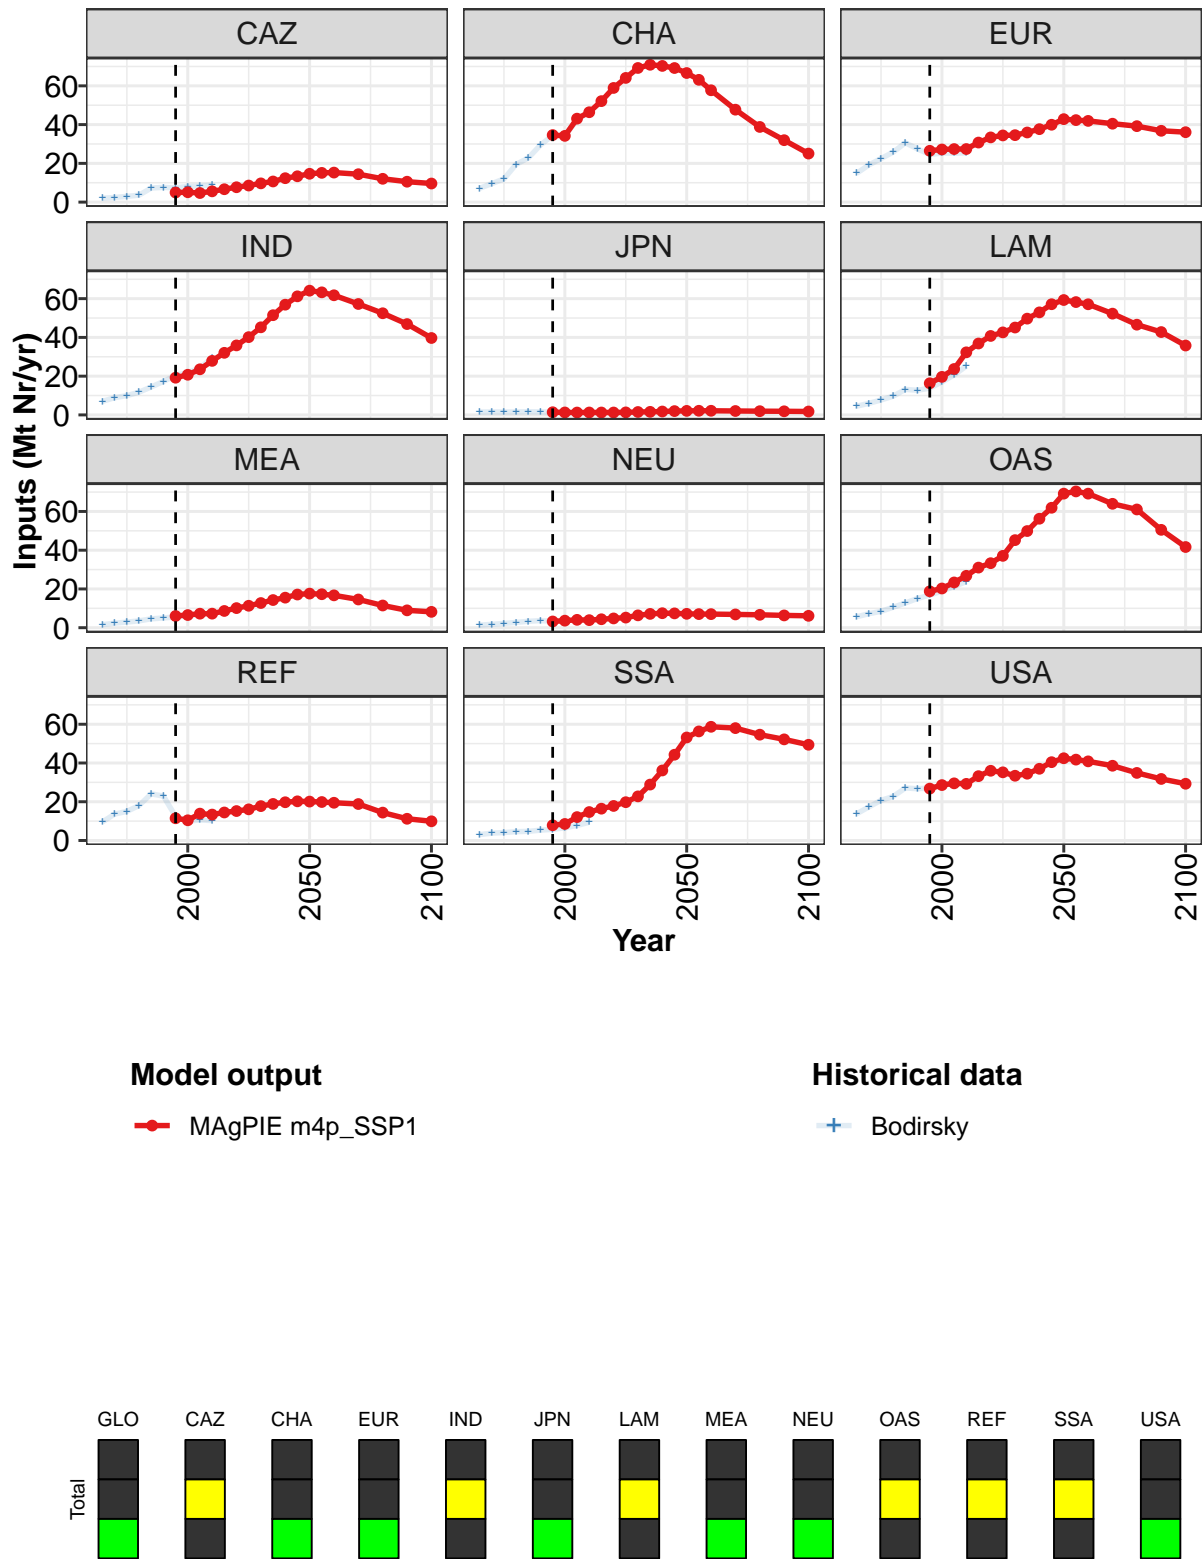 CAZ CHA EUR
60
40
20
0
IND JPN LAM
60
40
20
0
Inputs (Mt Nr/yr)
MEA NEU OAS
60
40
20
0
REF SSA USA
60
40
20
0
2000 2050 2100 2000 2050 2100 2000 2050 2100
Year
Model output Historical data
MAgPIE m4p_SSP1 Bodirsky
GLO CAZ CHA EUR IND JPN LAM MEA NEU OAS REF SSA USA
Total